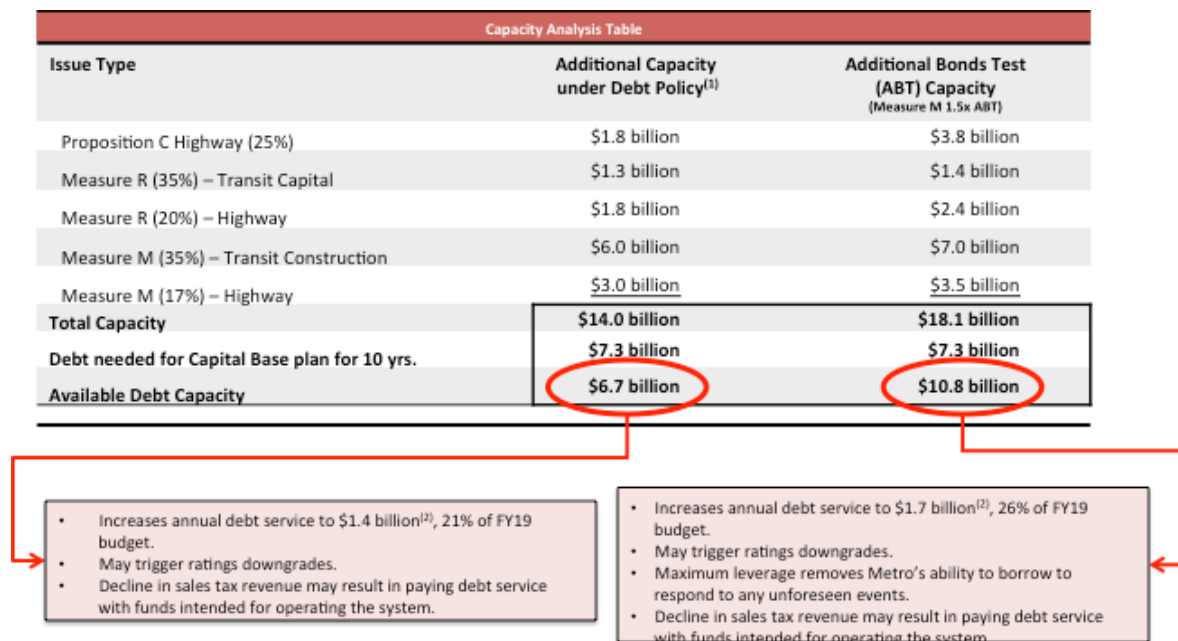 Capacity Analysis Table
Issue Type Additional Capacity Additional Bonds Test
under Debt Policy(1) (ABT) Capacity
(Measure M 1.5x ABT)
Proposition C Highway (25%) $1.8 billion $3.8 billion
Measure R (35%) – Transit Capital $1.3 billion $1.4 billion
Measure R (20%) – Highway $1.8 billion $2.4 billion
Measure M (35%) – Transit Construction $6.0 billion $7.0 billion
Measure M (17%) – Highway $3.0 billion $3.5 billion
Total Capacity $14.0 billion $18.1 billion
Debt needed for Capital Base plan for 10 yrs. $7.3 billion $7.3 billion
Available Debt Capacity $6.7 billion $10.8 billion
• Increases annual debt service to $1.4 billion(2), 21% of FY19
budget.
• May trigger ratings downgrades.
• Decline in sales tax revenue may result in paying debt service
with funds intended for operating the system.
• Increases annual debt service to $1.7 billion(2), 26% of FY19
budget.
• May trigger ratings downgrades.
• Maximum leverage removes Metro's ability to borrow to
respond to any unforeseen events.
• Decline in sales tax revenue may result in paying debt service
with funds intended for operating the system